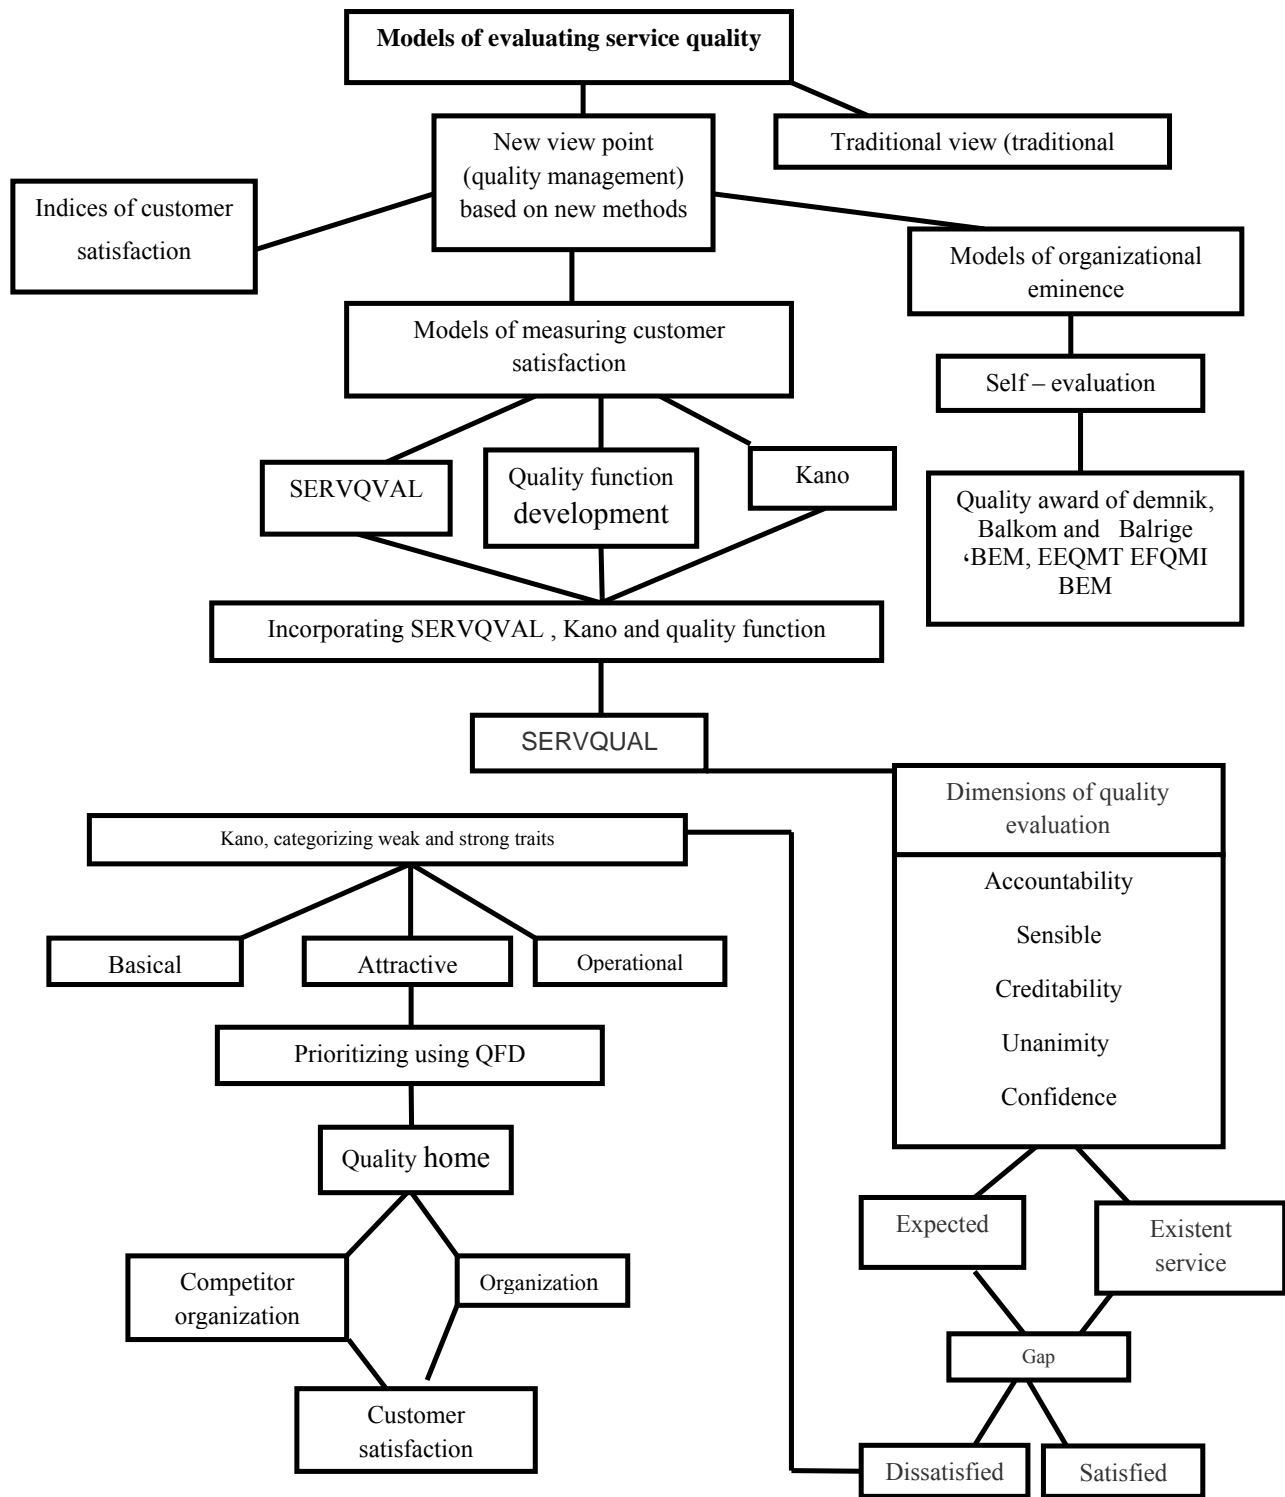 Models of evaluating service quality
Traditional view (traditional
New view point
(quality management)
based on new methods
Indices of customer
satisfaction
Models of organizational
eminence
Models of measuring customer
satisfaction
Self – evaluation
SERVQVAL
Quality function
development
Kano
Quality award of demnik,
Balkom and Balrige
‘BEM, EEQMT EFQMI
BEM
Incorporating SERVQVAL , Kano and quality function
SERVQUAL
Dimensions of quality
evaluation
Accountability
Sensible
Creditability
Unanimity
Confidence
Kano, categorizing weak and strong traits
Basical
Attractive
Operational
Prioritizing using QFD
Quality home
Competitor
organization
Organization
Customer
satisfaction
Expected
Existent
service
Gap
Dissatisfied
Satisfied